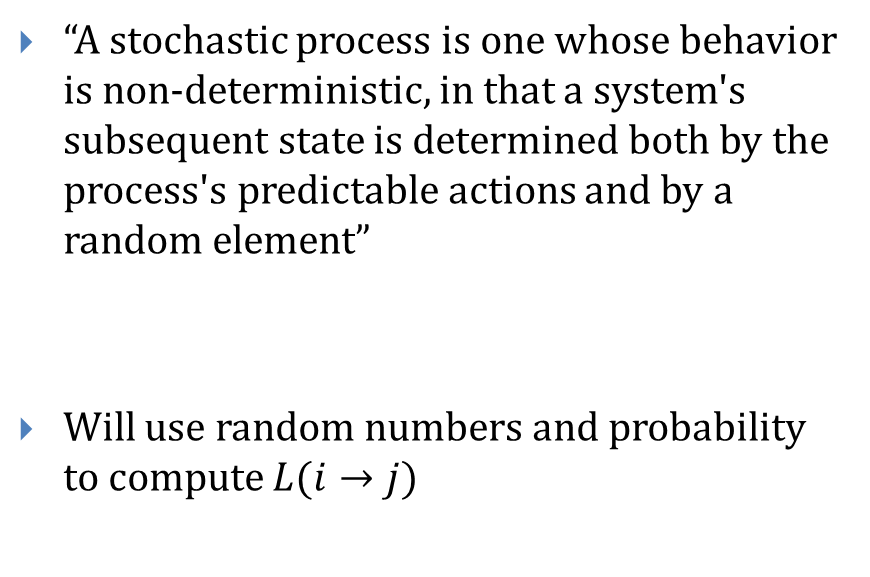 “A stochastic process is one whose behavior
is non-deterministic, in that a system's
subsequent state is determined both by the
process's predictable actions and by a
random element”
Will use random numbers and probability
to compute L(i → j)